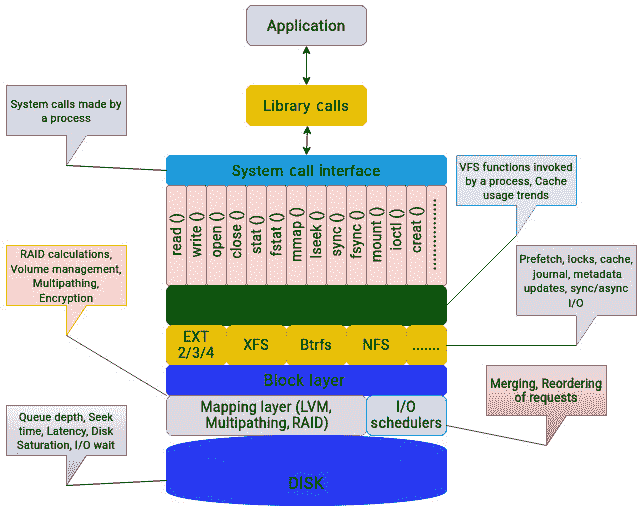 Application
Library calls
System calls made by
a process
System call interface
VFS functions invoked
by a process, Cache
usage trends
read ()
write ()
open ()
close ()
stat ()
fstat ()
mmap ()
lseek ()
sync ()
fsync ()
mount ()
ioctl ()
creat ()
..................
RAID calculations,
Volume management,
Multipathing,
Encryption
Prefetch, locks, cache,
journal, metadata
updates, sync/async
I/O
EXT
2/3/4
XFS
Btrfs
NFS
.......
Block layer
Mapping layer (LVM,
Multipathing, RAID)
I/O
schedulers
Merging, Reordering
of requests
Queue depth, Seek
time, Latency, Disk
Saturation, I/O wait
DISK